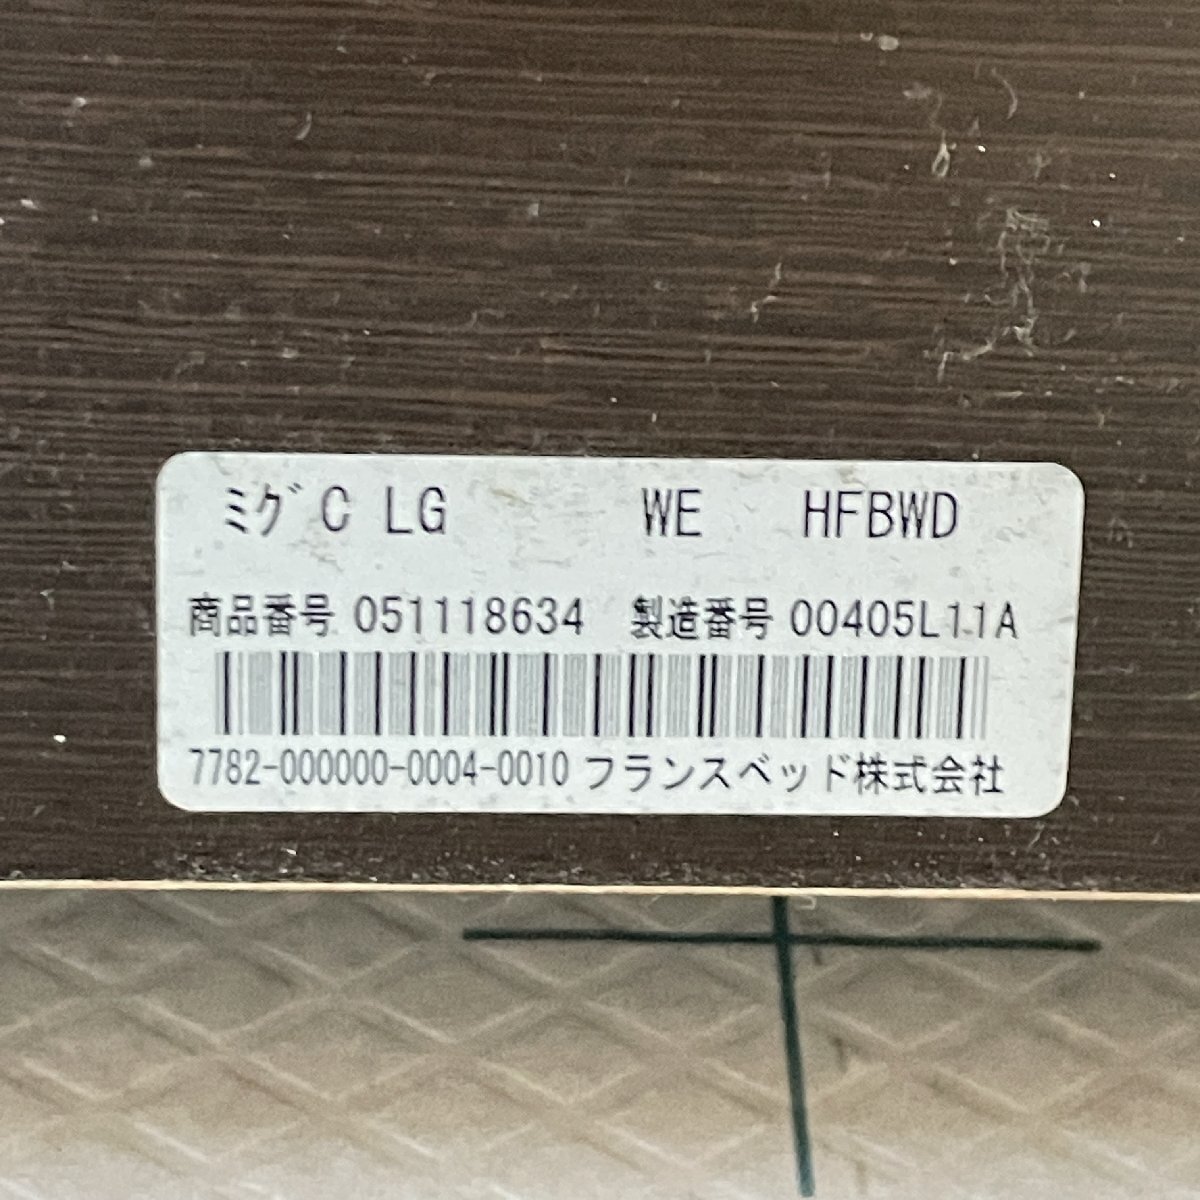 ﾐｸﾞC LG WE HFBWD
商品番号 051118634 製造番号 00405L11A
7782-000000-0004-0010 フランスベッド株式会社